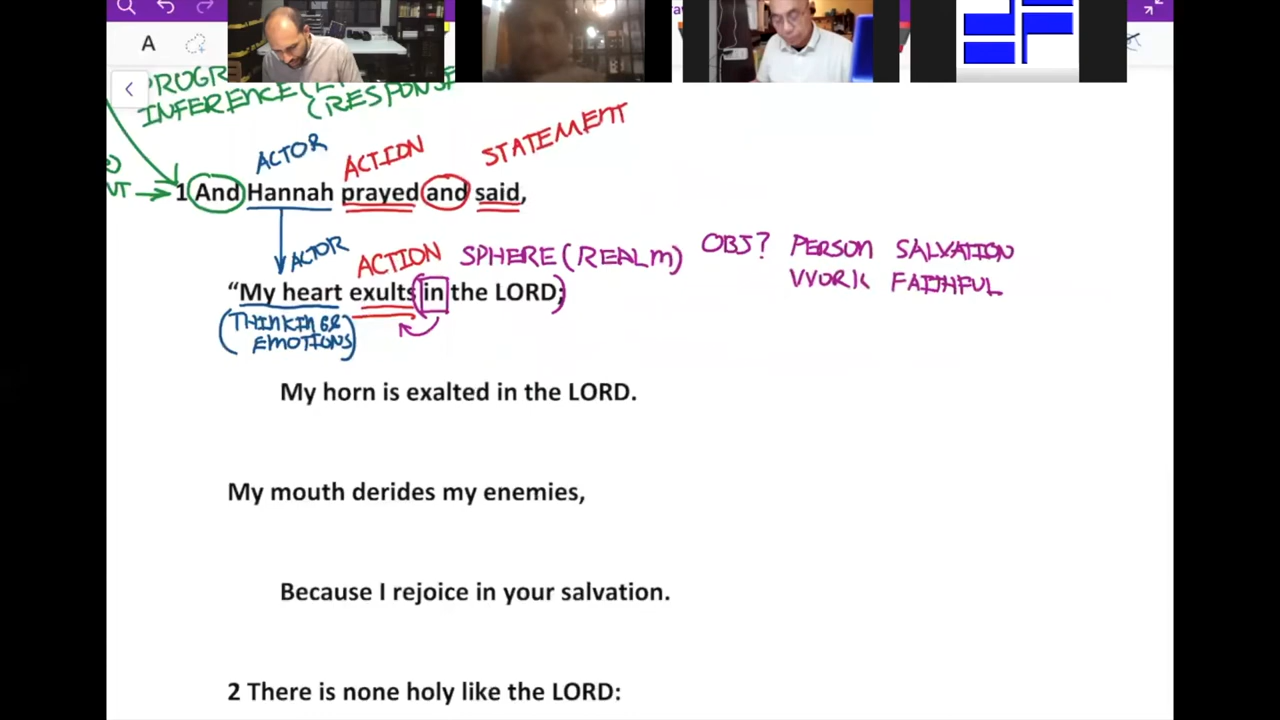 A
PROGRE
INFERENCE(
(RESPONSE
ACTOR ACTION STATEMENT
1 And Hannah prayed and said,
ACTOR ACTION SPHERE (REALM) OBJ? PERSON SALVATION
WORK FAITHFUL
“My heart exults in the LORD;
(THINKING &
EMOTIONS)
My horn is exalted in the LORD.
My mouth derides my enemies,
Because I rejoice in your salvation.
2 There is none holy like the LORD: